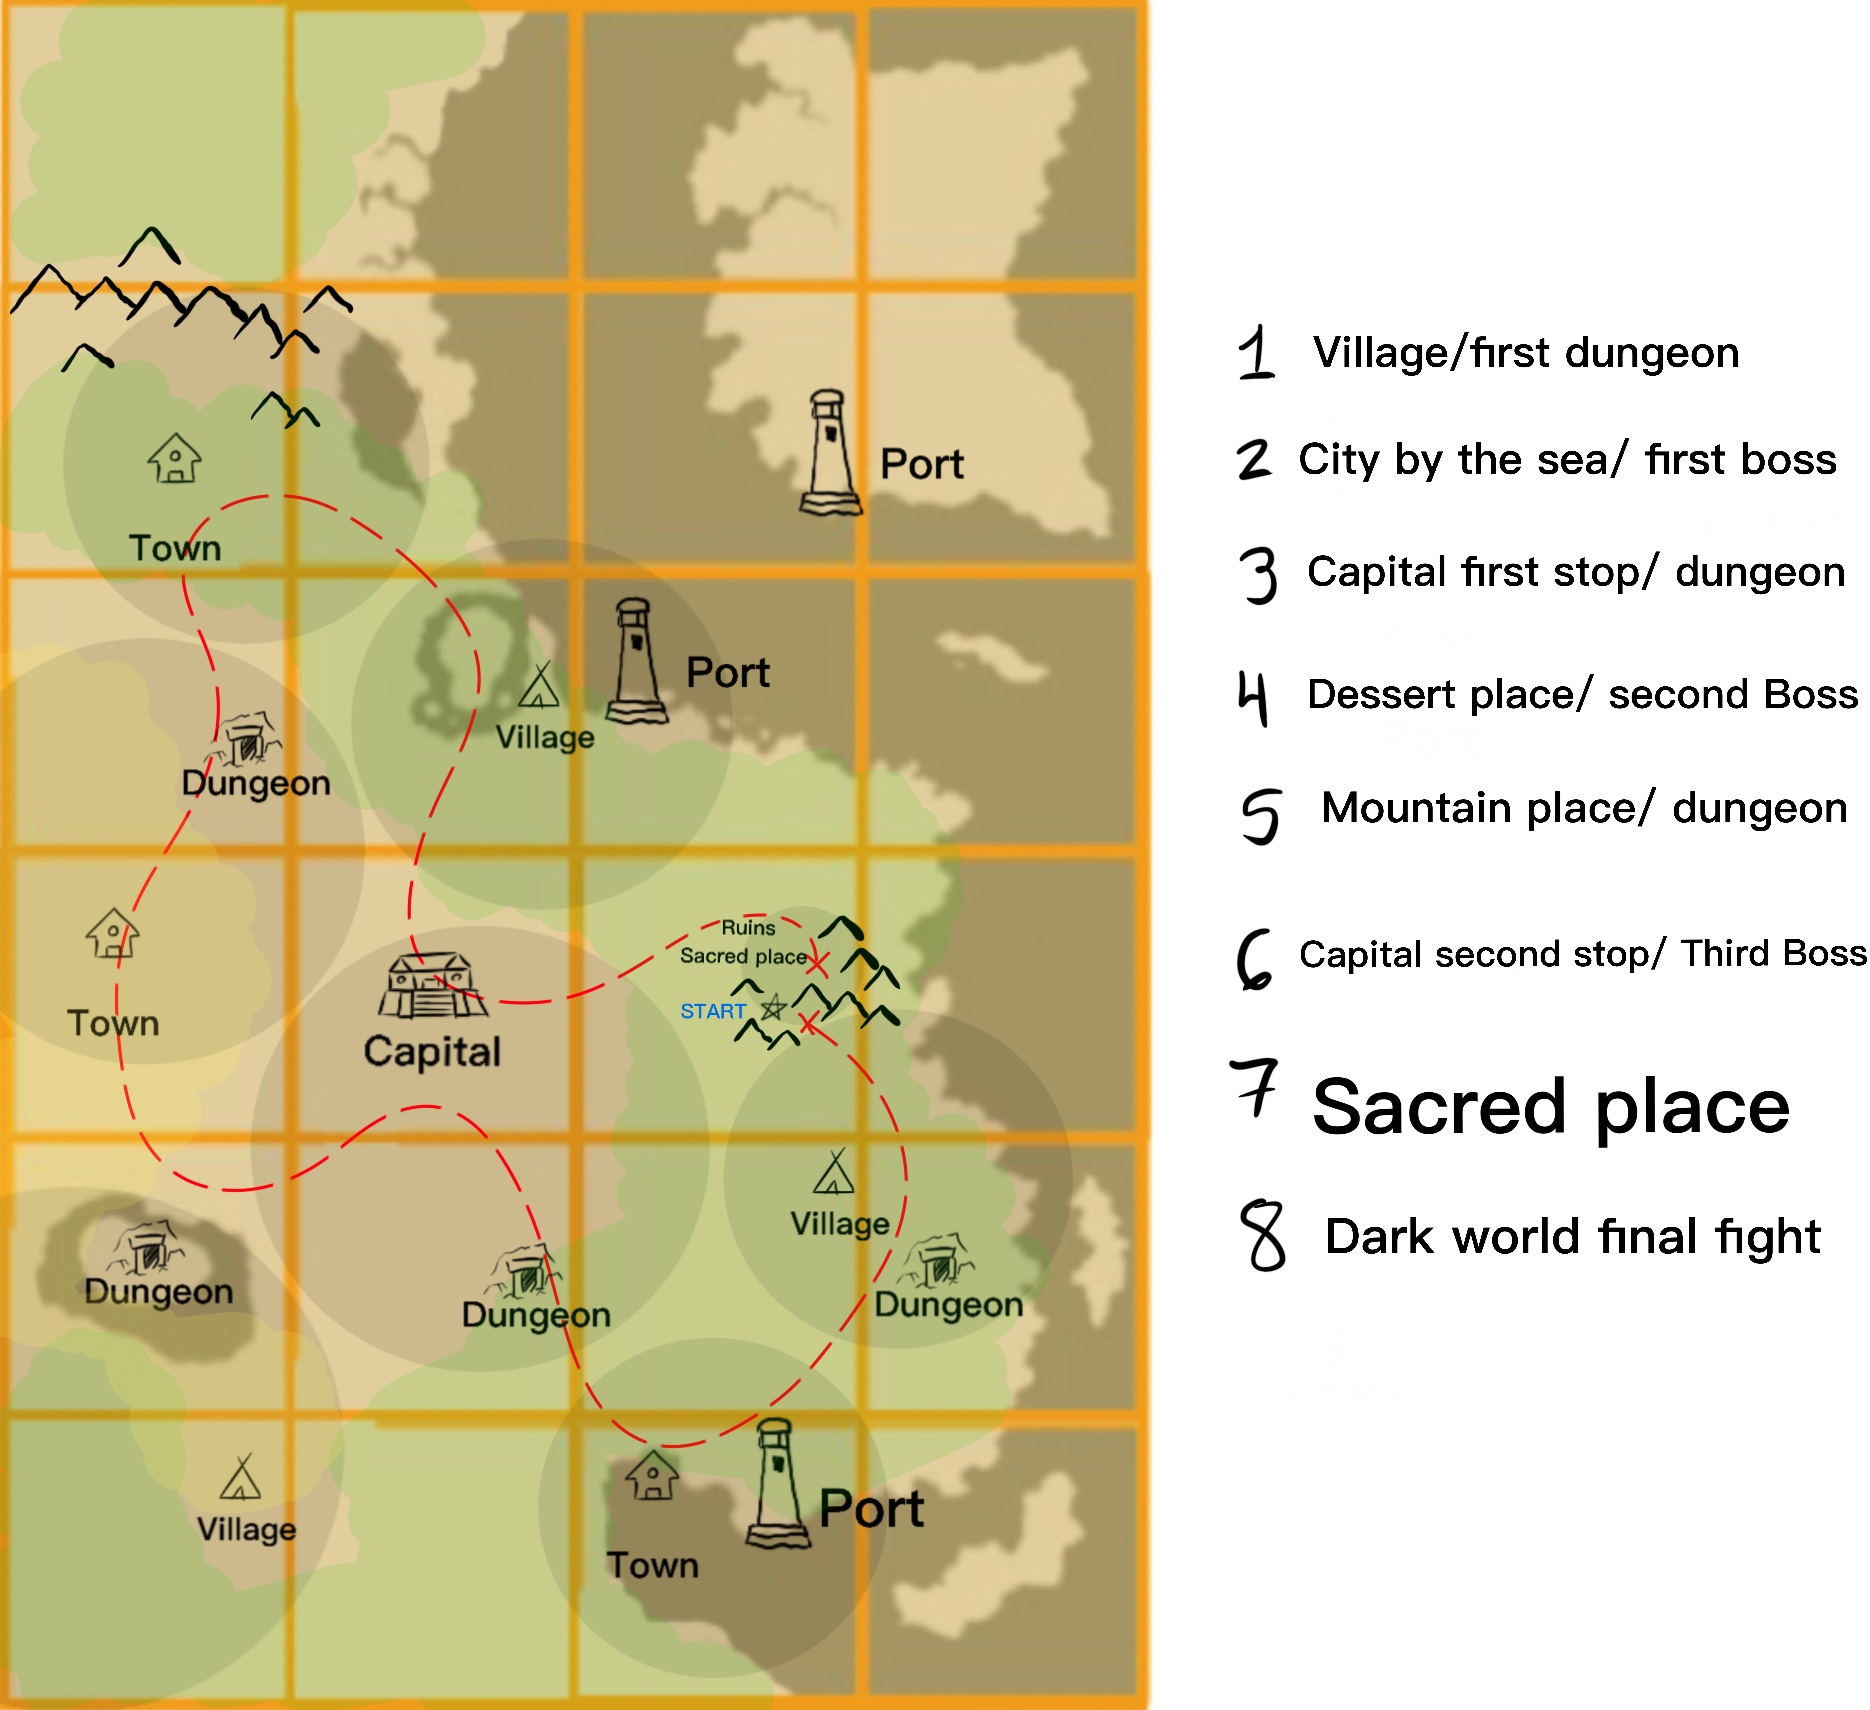 Port
Town
Port
Village
Dungeon
Ruins
Sacred place
START
Town
Capital
Village
Dungeon
Dungeon
Dungeon
Port
Village
Town
1 Village/first dungeon
2 City by the sea/ first boss
3 Capital first stop/ dungeon
4 Dessert place/ second Boss
5 Mountain place/ dungeon
6 Capital second stop/ Third Boss
7 Sacred place
8 Dark world final fight